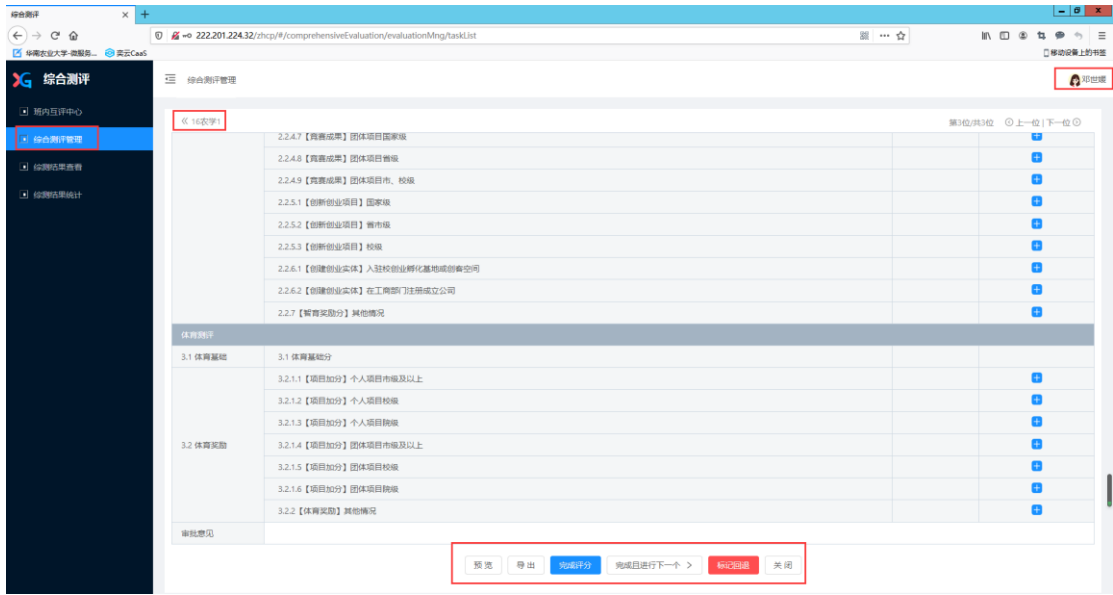 综合测评
222.201.224.32/zhcp/#/comprehensiveEvaluation/evaluationMng/taskList
华南农业大学-微服务... 奕云CaaS
移动设备上的书签
XG 综合测评
综合测评管理
邓世媛
班内互评中心
综合测评管理
综测结果查看
综测结果统计
16农学1
第3位/共3位 上一位 | 下一位
2.2.4.7【竞赛成果】团体项目国家级
2.2.4.8【竞赛成果】团体项目省级
2.2.4.9【竞赛成果】团体项目市、校级
2.2.5.1【创新创业项目】国家级
2.2.5.2【创新创业项目】省市级
2.2.5.3【创新创业项目】校级
2.2.6.1【创建创业实体】入驻校创业孵化基地或创客空间
2.2.6.2【创建创业实体】在工商部门注册成立公司
2.2.7【智育奖励分】其他情况
体育测评
3.1 体育基础
3.1 体育基础分
3.2 体育奖励
3.2.1.1【项目加分】个人项目市级及以上
3.2.1.2【项目加分】个人项目校级
3.2.1.3【项目加分】个人项目院级
3.2.1.4【项目加分】团体项目市级及以上
3.2.1.5【项目加分】团体项目校级
3.2.1.6【项目加分】团体项目院级
3.2.2【体育奖励】其他情况
审批意见
预 览 导 出 完成评分 完成且进行下一个 > 标记回退 关 闭